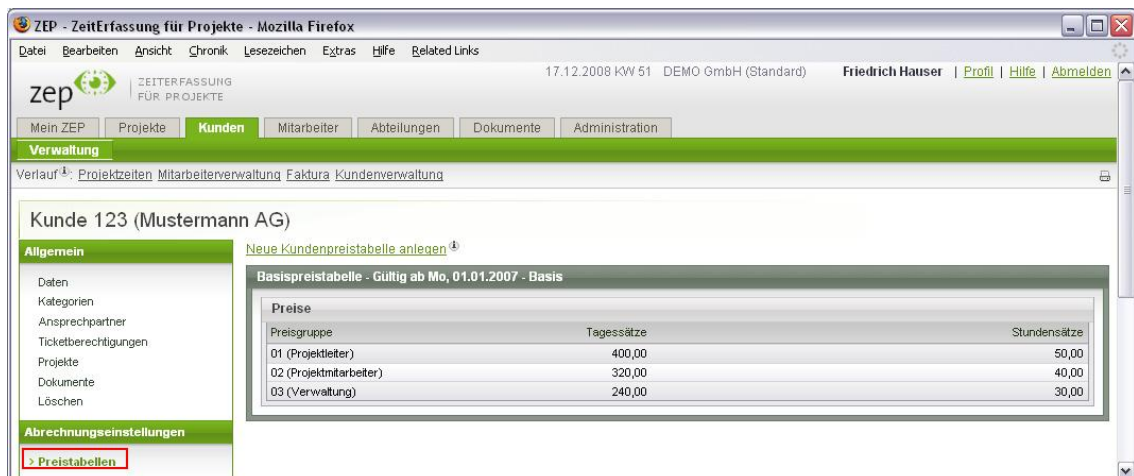 ZEP - ZeitErfassung für Projekte - Mozilla Firefox
Datei Bearbeiten Ansicht Chronik Lesezeichen Extras Hilfe Related Links
zep ZEITERFASSUNG FÜR PROJEKTE
17.12.2008 KW 51 DEMO GmbH (Standard) Friedrich Hauser | Profil | Hilfe | Abmelden
Mein ZEP Projekte Kunden Mitarbeiter Abteilungen Dokumente Administration
Verwaltung
Verlauf: Projektzeiten Mitarbeiterverwaltung Faktura Kundenverwaltung
Kunde 123 (Mustermann AG)
Allgemein
Daten
Kategorien
Ansprechpartner
Ticketberechtigungen
Projekte
Dokumente
Löschen
Abrechnungseinstellungen
> Preistabellen
Neue Kundenpreistabelle anlegen
Basispreistabelle - Gültig ab Mo, 01.01.2007 - Basis
Preise
Preisgruppe Tagessätze Stundensätze
01 (Projektleiter) 400,00 50,00
02 (Projektmitarbeiter) 320,00 40,00
03 (Verwaltung) 240,00 30,00